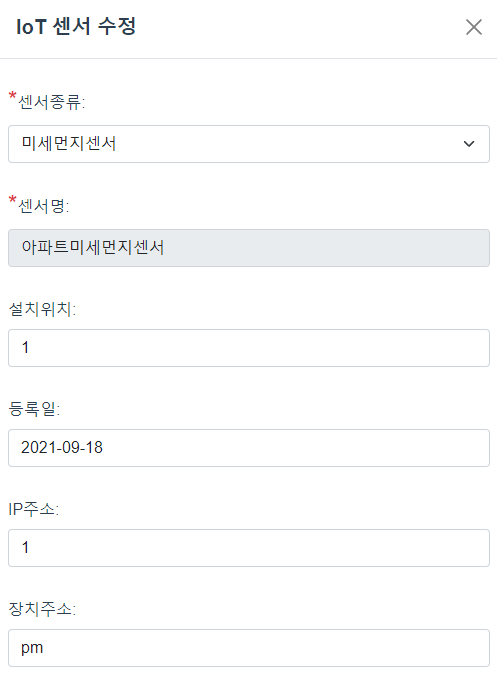 IoT 센서 수정
*센서종류:
미세먼지센서
*센서명:
아파트미세먼지센서
설치위치:
1
등록일:
2021-09-18
IP주소:
1
장치주소:
pm